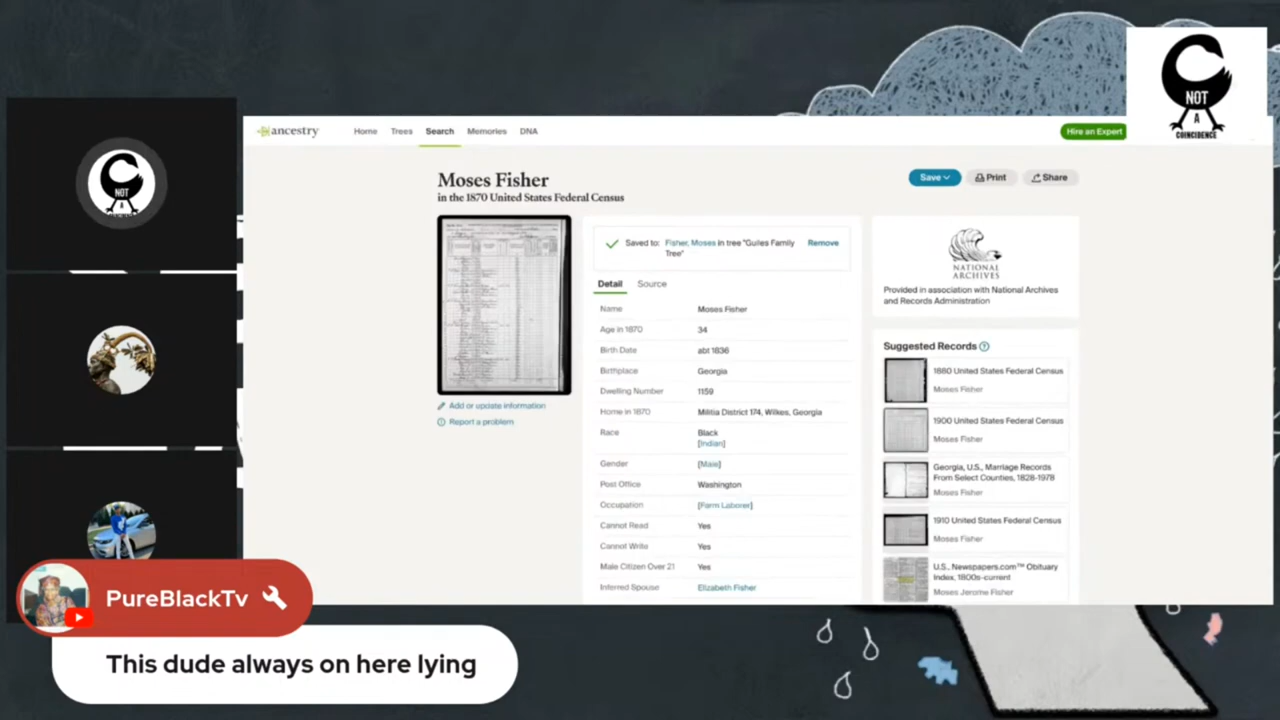 NOT
A
COINCIDENCE
NOT
A
ancestry
Home
Trees
Search
Memories
DNA
Hire an Expert
Moses Fisher
in the 1870 United States Federal Census
Save
Print
Share
Add or update information
Report a problem
Saved to: Fisher, Moses in tree "Guiles Family
Tree"
Remove
Detail
Source
Name Moses Fisher
Age in 1870 34
Birth Date abt 1836
Birthplace Georgia
Dwelling Number 1159
Home in 1870 Militia District 174, Wilkes, Georgia
Race Black
[Indian]
Gender [Male]
Post Office Washington
Occupation [Farm Laborer]
Cannot Read Yes
Cannot Write Yes
Male Citizen Over 21 Yes
Inferred Spouse Elizabeth Fisher
NATIONAL
ARCHIVES
Provided in association with National Archives
and Records Administration
Suggested Records ?
1880 United States Federal Census
Moses Fisher
1900 United States Federal Census
Moses Fisher
Georgia, U.S., Marriage Records
From Select Counties, 1828-1978
Moses Fisher
1910 United States Federal Census
Moses Fisher
U.S., Newspapers.com™ Obituary
Index, 1800s-current
Moses Jerome Fisher
PureBlackTv
This dude always on here lying